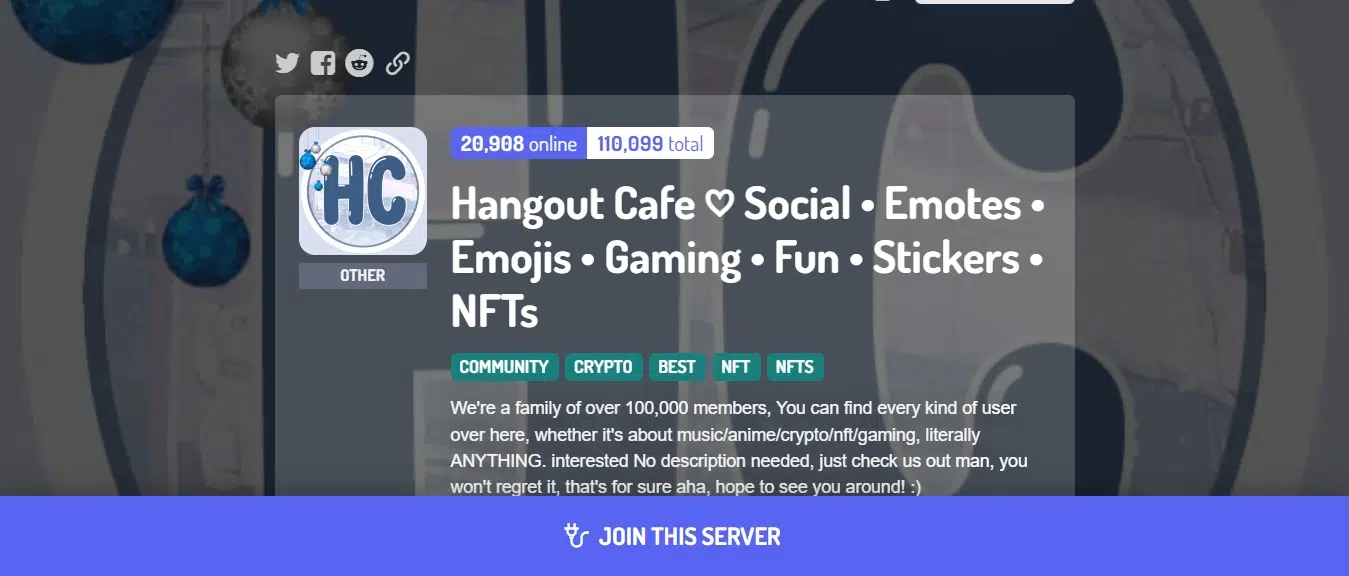 20,908 online 110,099 total
HC
Hangout Cafe ♡ Social • Emotes •
Emojis • Gaming • Fun • Stickers •
NFTs
OTHER
COMMUNITY CRYPTO BEST NFT NFTS
We're a family of over 100,000 members, You can find every kind of user
over here, whether it's about music/anime/crypto/nft/gaming, literally
ANYTHING. interested No description needed, just check us out man, you
won't regret it, that's for sure aha, hope to see you around! :)
JOIN THIS SERVER